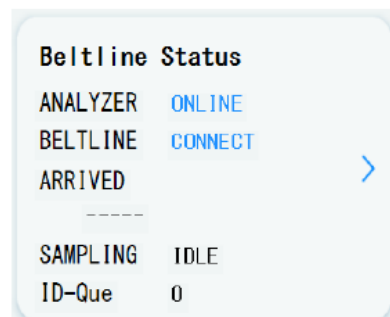 Beltline Status
ANALYZER ONLINE
BELTLINE CONNECT
ARRIVED
-----
SAMPLING IDLE
ID-Que 0